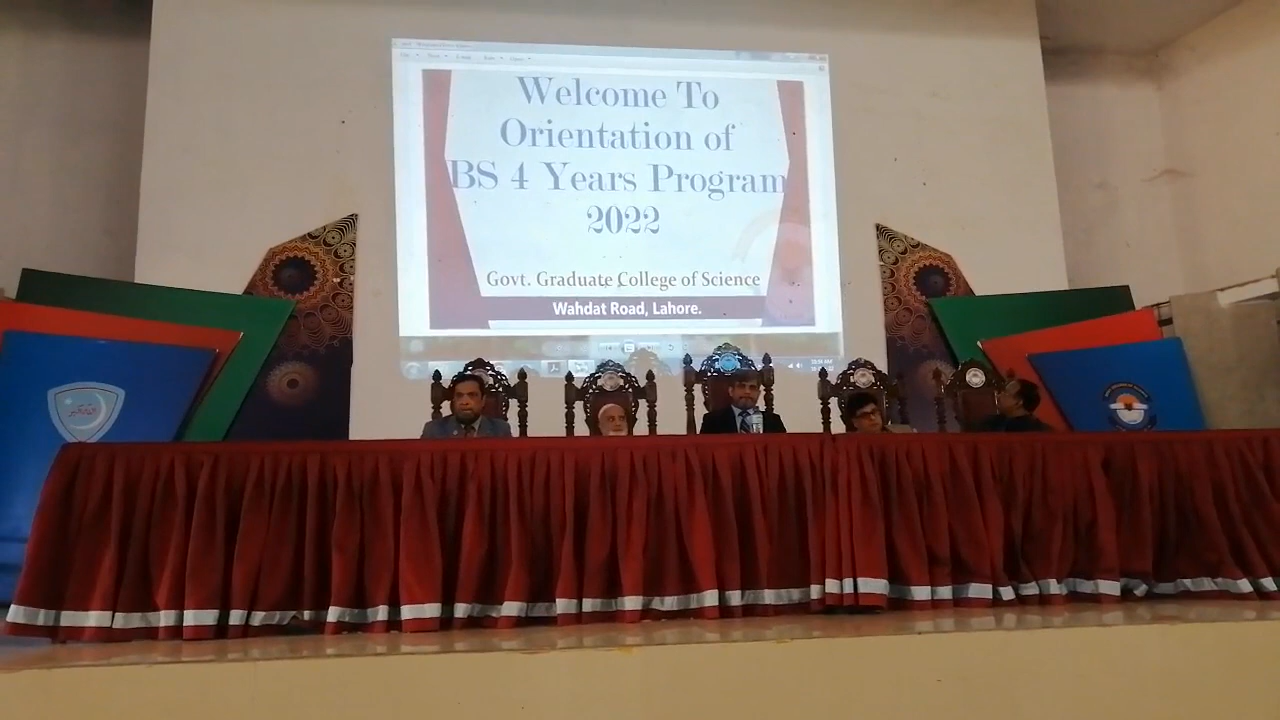 Welcome To
Orientation of
BS 4 Years Program
2022
Govt. Graduate College of Science
Wahdat Road, Lahore.